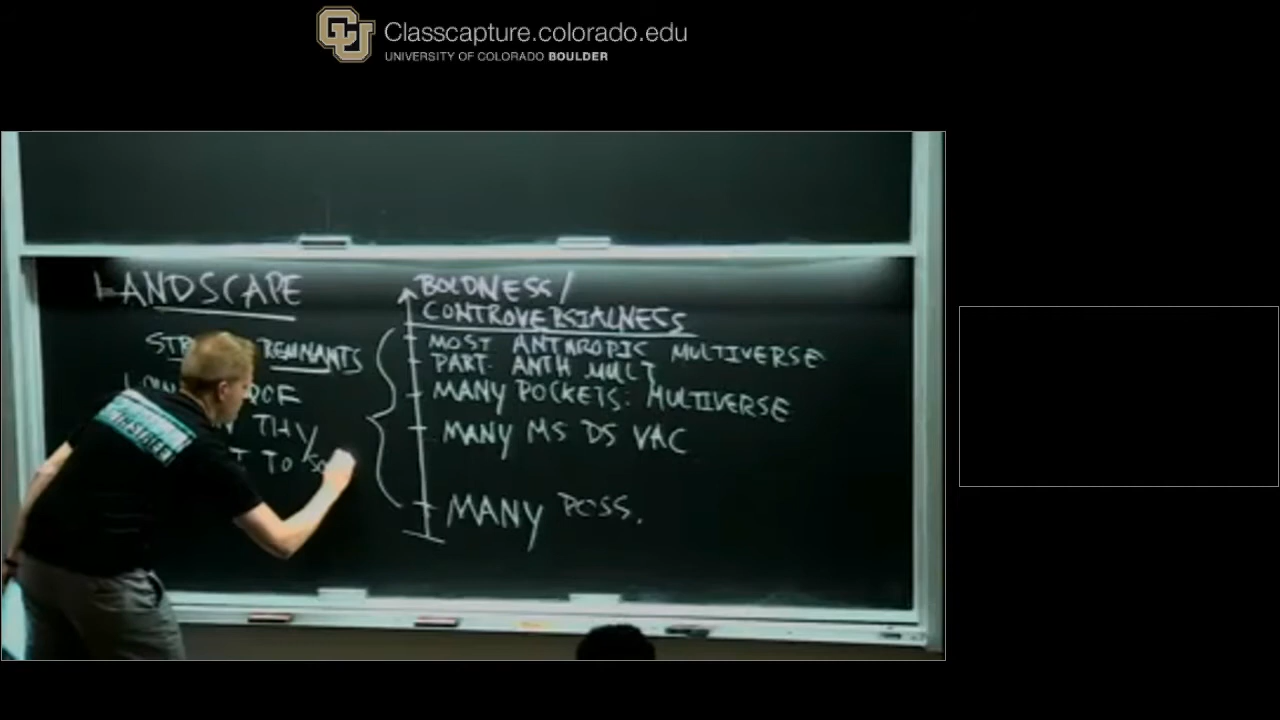 Classcapture.colorado.edu
UNIVERSITY OF COLORADO BOULDER
LANDSCAPE
REMNANTS
THY
TO
BOLDNESS/
CONTROVERSIALNESS
MOST ANTHROPIC MULTIVERSE
PART. ANTH MULT
MANY POCKETS: MULTIVERSE
MANY MS DS VAC
MANY POSS.